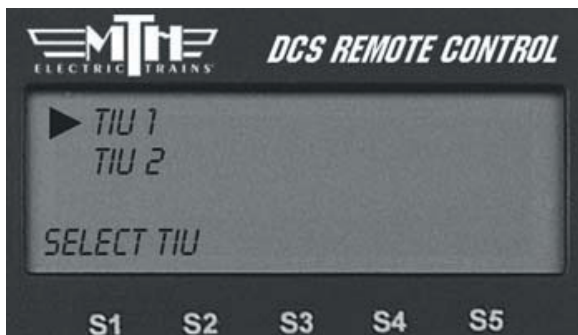 MTH
ELECTRIC TRAINS
DCS REMOTE CONTROL
TIU 1
TIU 2
SELECT TIU
S1 S2 S3 S4 S5